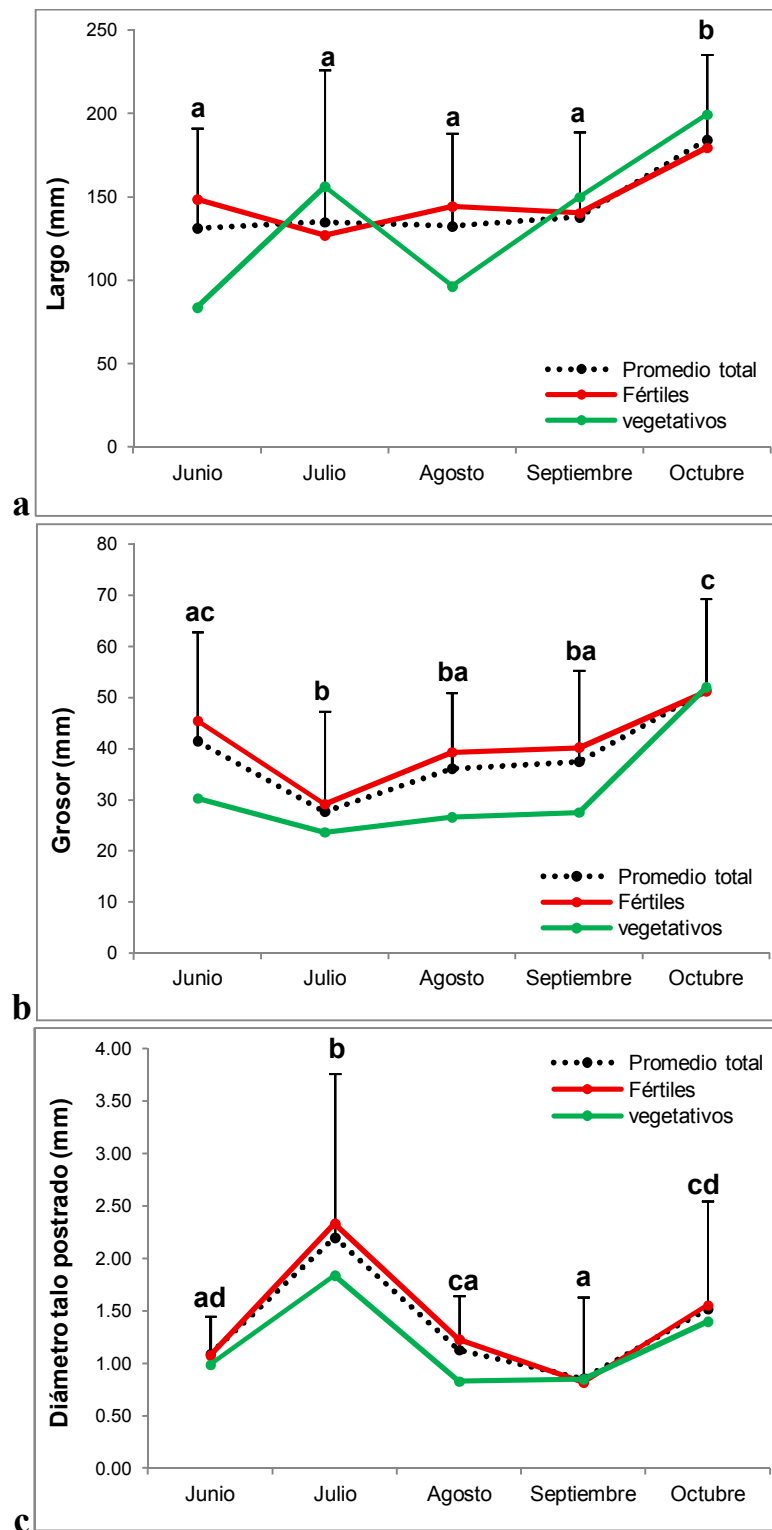 250
200
150
100
50
0
Largo (mm)
a
a
a
a
b
Promedio total
Fértiles
vegetativos
Junio Julio Agosto Septiembre Octubre
a
80
70
60
50
40
30
20
10
0
Grosor (mm)
ac
b
ba
ba
c
Promedio total
Fértiles
vegetativos
Junio Julio Agosto Septiembre Octubre
b
4.00
3.50
3.00
2.50
2.00
1.50
1.00
0.50
0.00
Diámetro talo postrado (mm)
ad
b
ca
a
cd
Promedio total
Fértiles
vegetativos
Junio Julio Agosto Septiembre Octubre
c